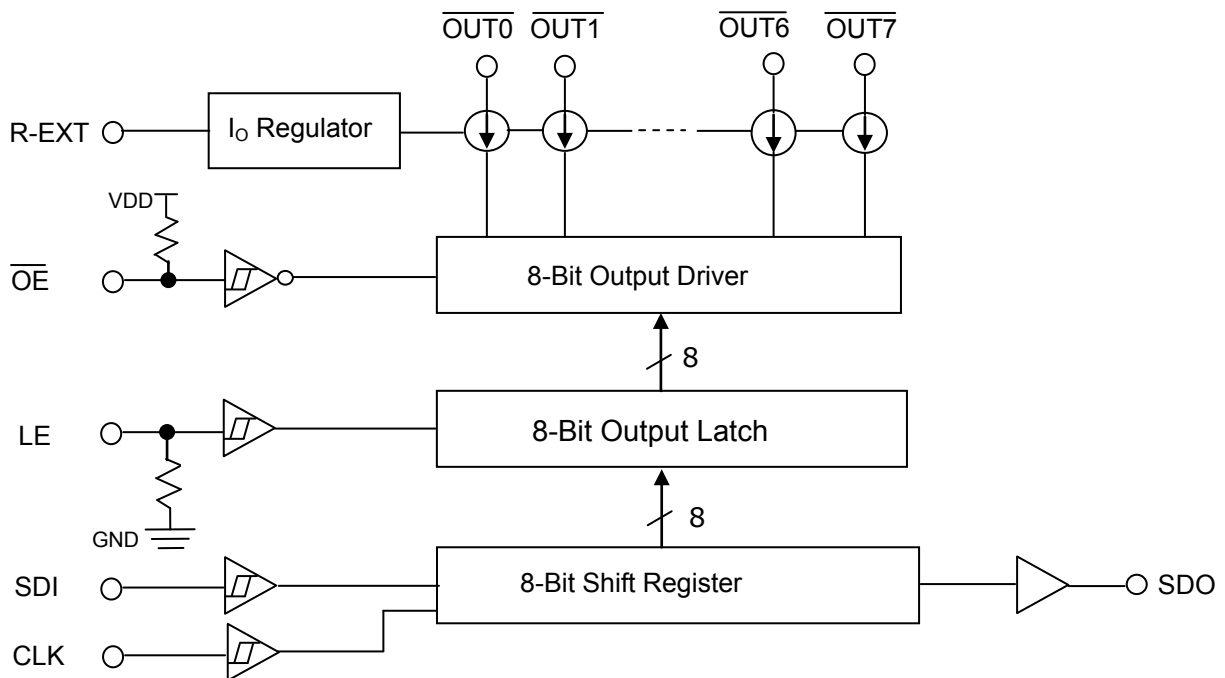 OUT0 OUT1 OUT6 OUT7
R-EXT
IO Regulator
VDD
OE
8-Bit Output Driver
8
LE
8-Bit Output Latch
GND
8
SDI
8-Bit Shift Register
SDO
CLK